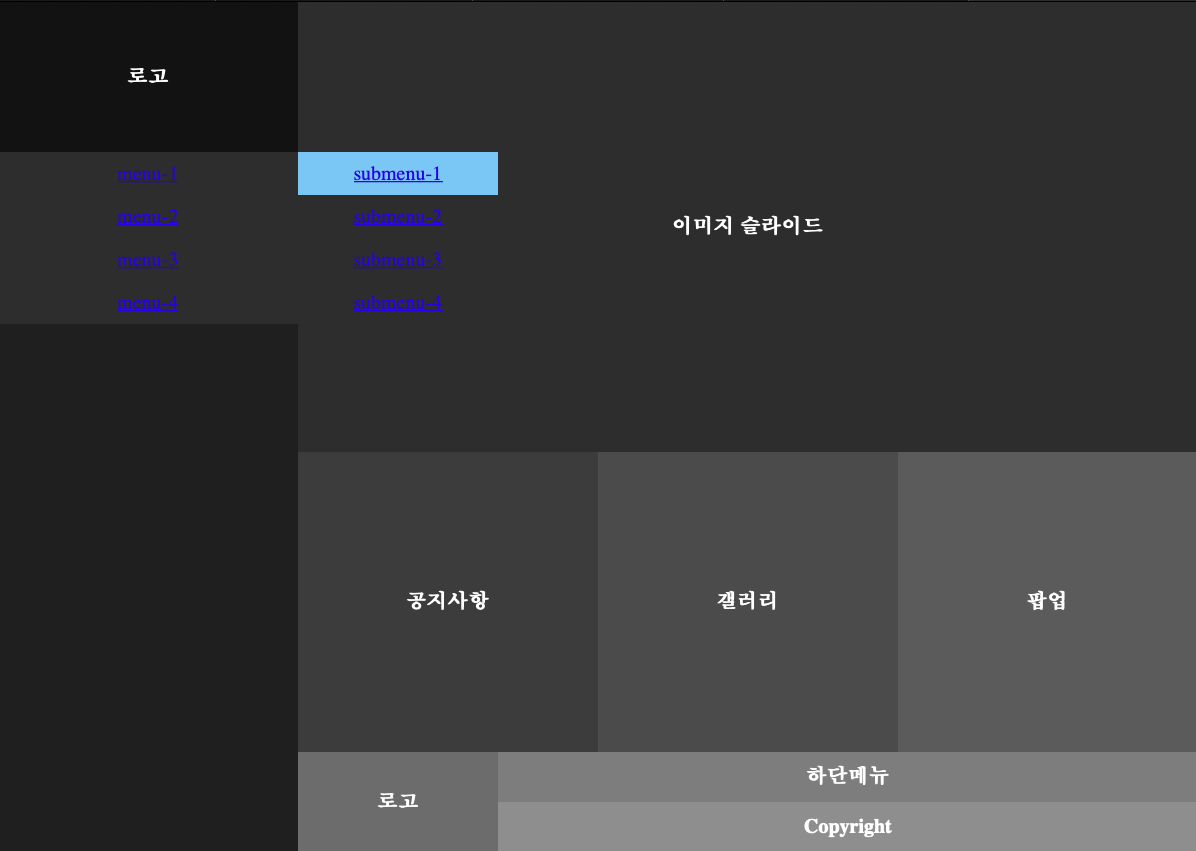 로고
menu-1
menu-2
menu-3
menu-4
submenu-1
submenu-2
submenu-3
submenu-4
이미지 슬라이드
공지사항
갤러리
팝업
로고
하단메뉴
Copyright